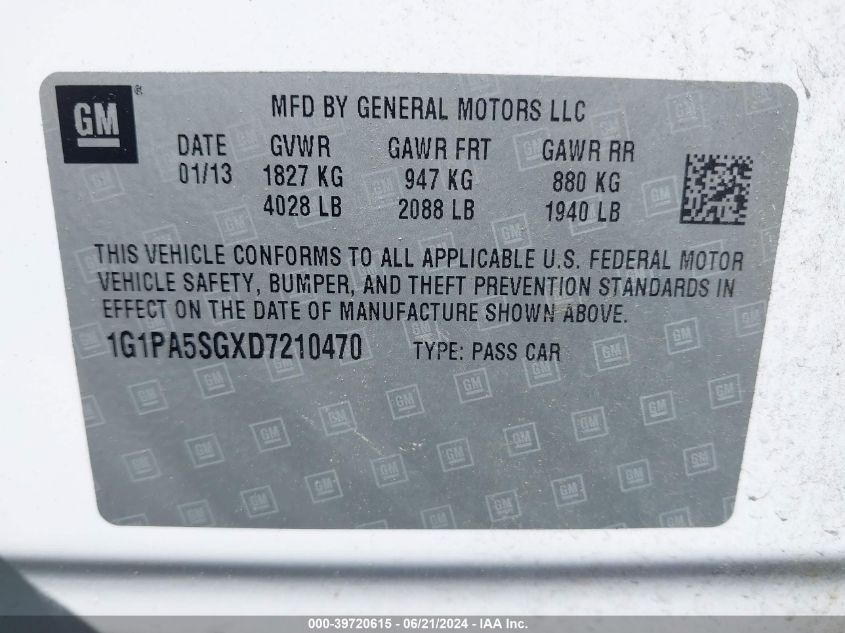 GM®
MFD BY GENERAL MOTORS LLC
DATE GVWR GAWR FRT GAWR RR
01/13 1827 KG 947 KG 880 KG
4028 LB 2088 LB 1940 LB
THIS VEHICLE CONFORMS TO ALL APPLICABLE U.S. FEDERAL MOTOR
VEHICLE SAFETY, BUMPER, AND THEFT PREVENTION STANDARDS IN
EFFECT ON THE DATE OF MANUFACTURE SHOWN ABOVE.
1G1PA5SGXD7210470 TYPE: PASS CAR
000-39720615 - 06/21/2024 - IAA Inc.